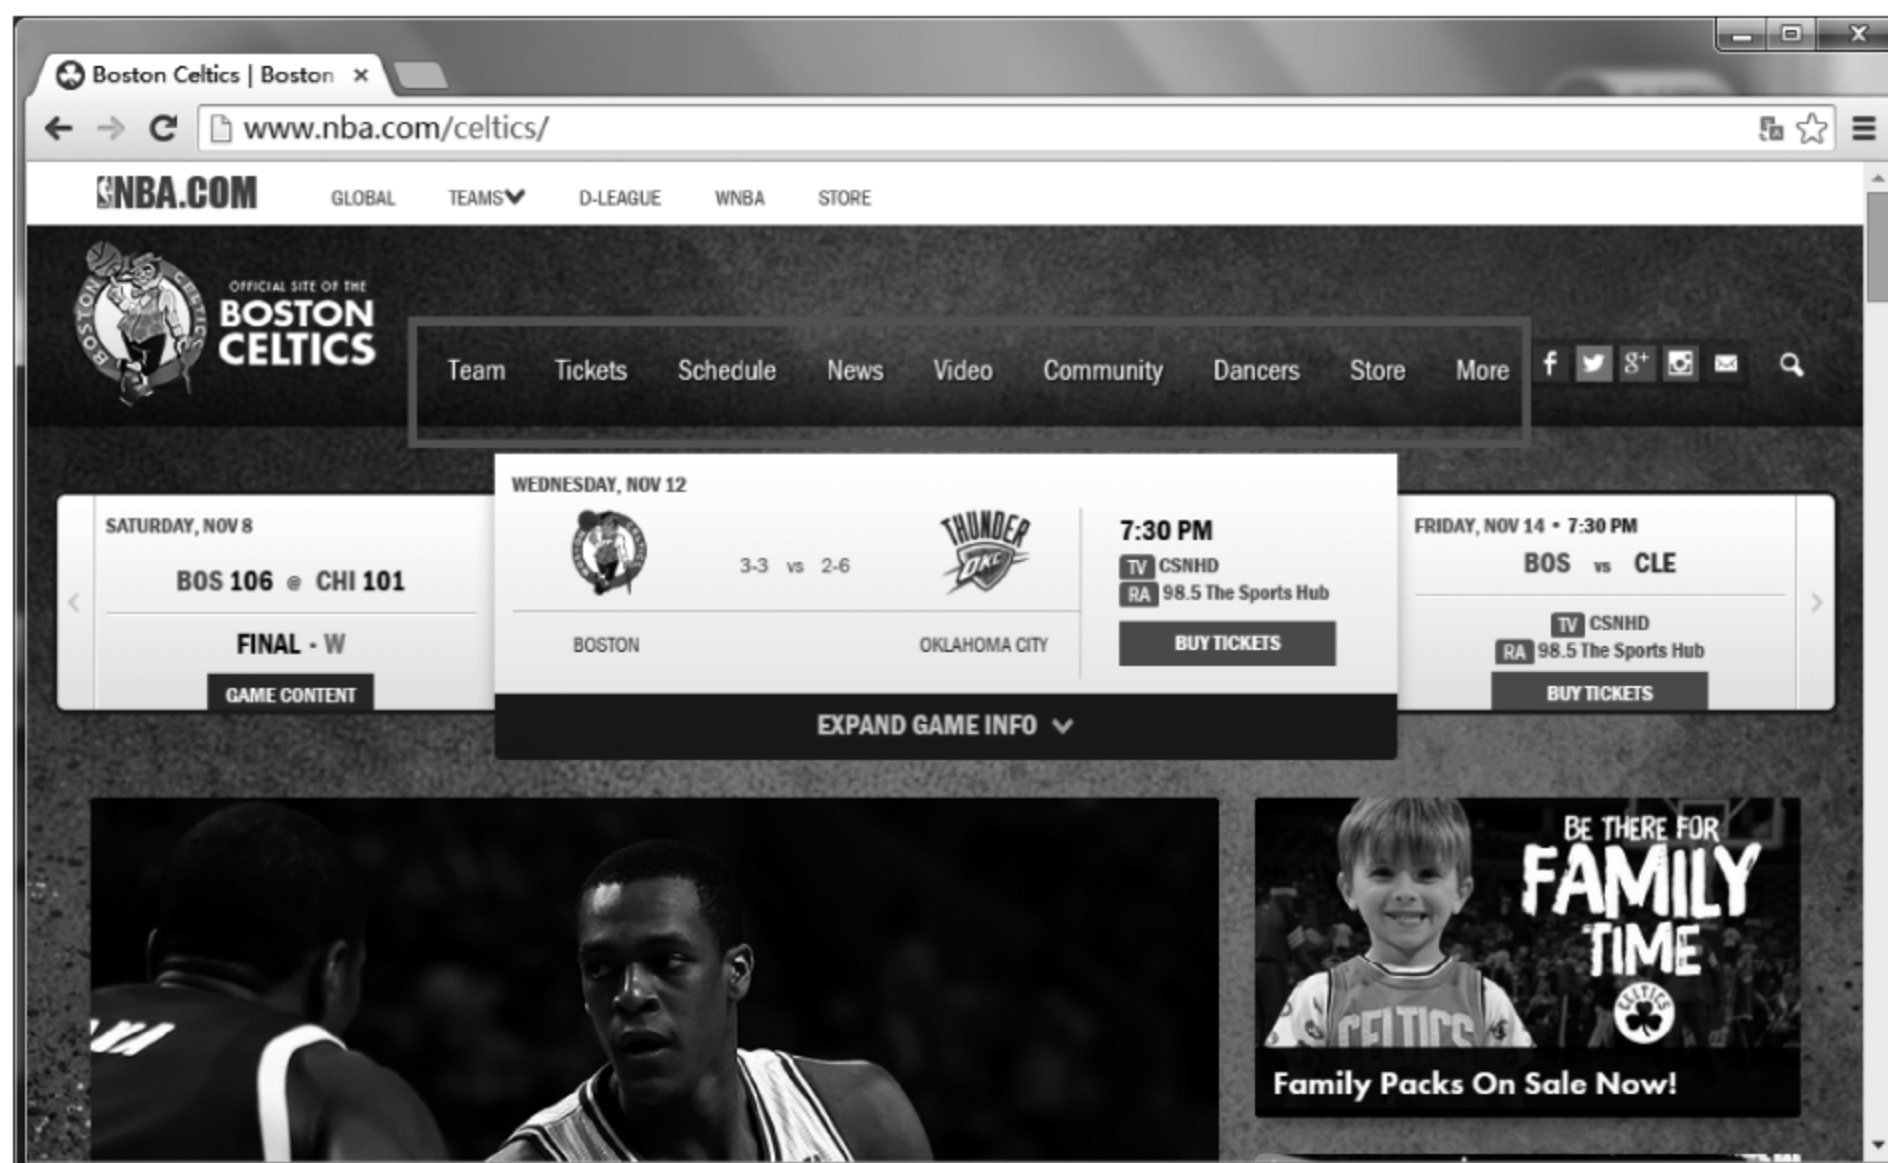 Boston Celtics | Boston
www.nba.com/celtics/
NBA.COM GLOBAL TEAMS D-LEAGUE WNBA STORE
OFFICIAL SITE OF THE
BOSTON
CELTICS
BOSTON CELTICS
Team Tickets Schedule News Video Community Dancers Store More
SATURDAY, NOV 8
BOS 106 @ CHI 101
FINAL - W
GAME CONTENT
WEDNESDAY, NOV 12
3-3 vs 2-6
THUNDER
OKC
BOSTON OKLAHOMA CITY
7:30 PM
TV CSNHD
RA 98.5 The Sports Hub
BUY TICKETS
EXPAND GAME INFO
FRIDAY, NOV 14 • 7:30 PM
BOS vs CLE
TV CSNHD
RA 98.5 The Sports Hub
BUY TICKETS
BE THERE FOR
FAMILY
TIME
CELTICS
CELTICS
Family Packs On Sale Now!